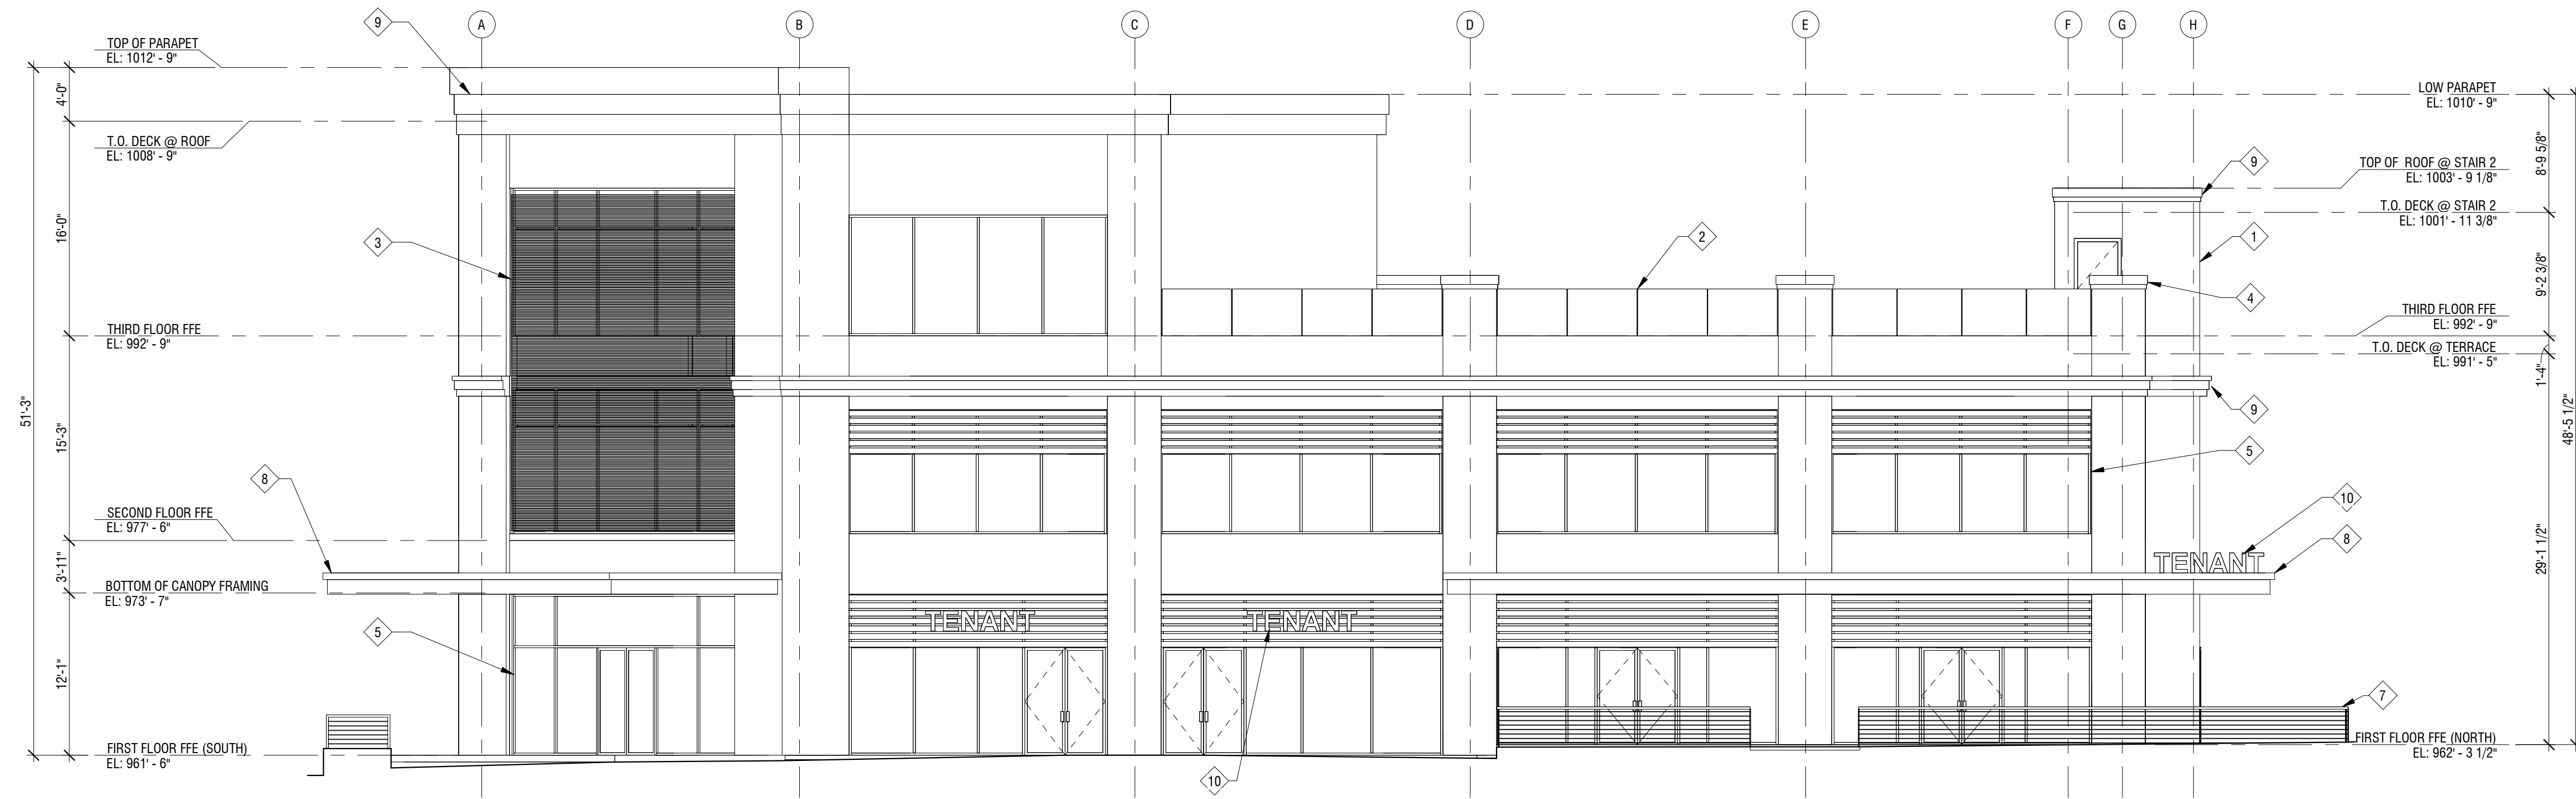 9
A
B
C
D
E
F
G
H
TOP OF PARAPET
EL: 1012' - 9"
4'-0"
T.O. DECK @ ROOF
EL: 1008' - 9"
16'-0"
3
THIRD FLOOR FFE
EL: 992' - 9"
51'-3"
15'-3"
8
SECOND FLOOR FFE
EL: 977' - 6"
3'-11"
BOTTOM OF CANOPY FRAMING
EL: 973' - 7"
5
12'-1"
FIRST FLOOR FFE (SOUTH)
EL: 961' - 6"
2
TENANT
TENANT
10
LOW PARAPET
EL: 1010' - 9"
8'-9 5/8"
TOP OF ROOF @ STAIR 2
EL: 1003' - 9 1/8"
9
T.O. DECK @ STAIR 2
EL: 1001' - 11 3/8"
1
9'-2 3/8"
4
THIRD FLOOR FFE
EL: 992' - 9"
T.O. DECK @ TERRACE
EL: 991' - 5"
1'-4"
9
48'-5 1/2"
5
10
29'-1 1/2"
8
TENANT
7
FIRST FLOOR FFE (NORTH)
EL: 962' - 3 1/2"